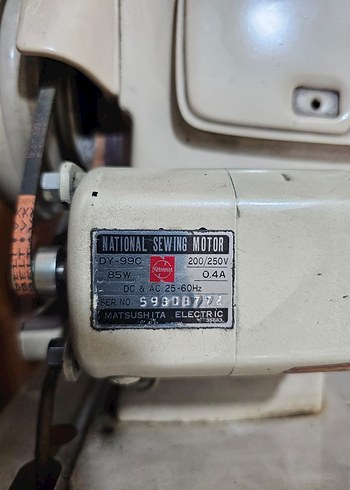 NATIONAL SEWING MOTOR
DY-99C 200/250V
85W 0.4A
DC & AC 25-60Hz
SER NO.
MATSUSHITA ELECTRIC